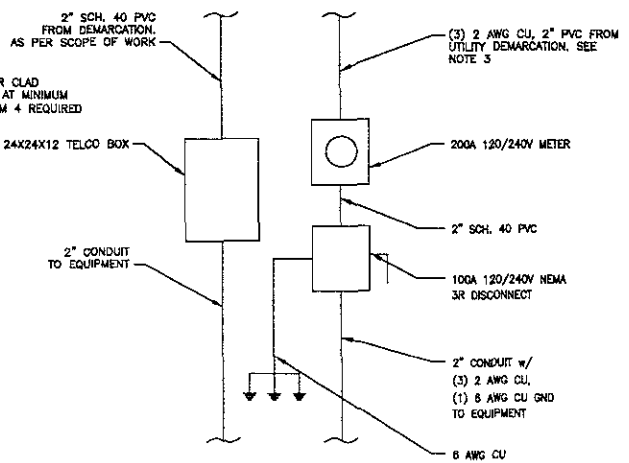 2" SCH. 40 PVC
FROM DEMARCATION.
AS PER SCOPE OF WORK
R CLAD
AT MINIMUM
M 4 REQUIRED
24X24X12 TELCO BOX
2" CONDUIT
TO EQUIPMENT
(3) 2 AWG CU, 2" PVC FROM
UTILITY DEMARCATION. SEE
NOTE 3
200A 120/240V METER
2" SCH. 40 PVC
100A 120/240V NEMA
3R DISCONNECT
2" CONDUIT w/
(3) 2 AWG CU,
(1) 6 AWG CU GND
TO EQUIPMENT
6 AWG CU